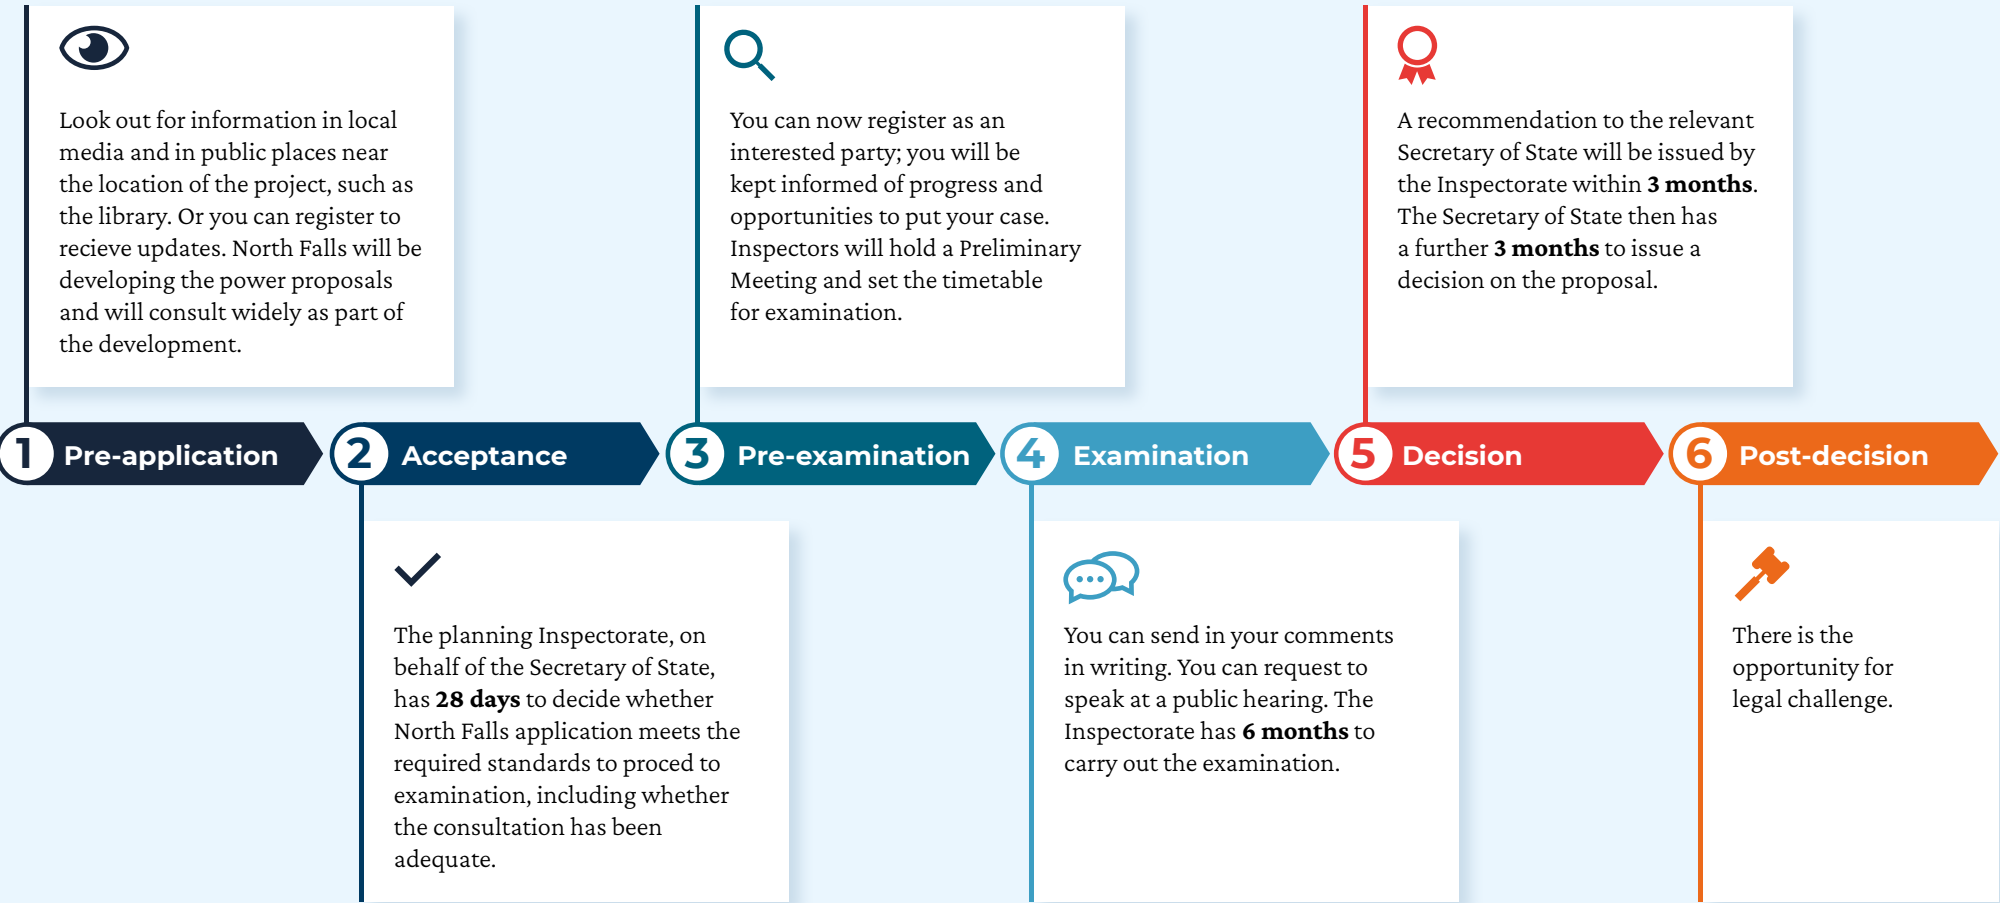 Look out for information in local
media and in public places near
the location of the project, such as
the library. Or you can register to
recieve updates. North Falls will be
developing the power proposals
and will consult widely as part of
the development.
You can now register as an
interested party; you will be
kept informed of progress and
opportunities to put your case.
Inspectors will hold a Preliminary
Meeting and set the timetable
for examination.
A recommendation to the relevant
Secretary of State will be issued by
the Inspectorate within 3 months.
The Secretary of State then has
a further 3 months to issue a
decision on the proposal.
1 Pre-application
2 Acceptance
3 Pre-examination
4 Examination
5 Decision
6 Post-decision
The planning Inspectorate, on
behalf of the Secretary of State,
has 28 days to decide whether
North Falls application meets the
required standards to proced to
examination, including whether
the consultation has been
adequate.
You can send in your comments
in writing. You can request to
speak at a public hearing. The
Inspectorate has 6 months to
carry out the examination.
There is the
opportunity for
legal challenge.